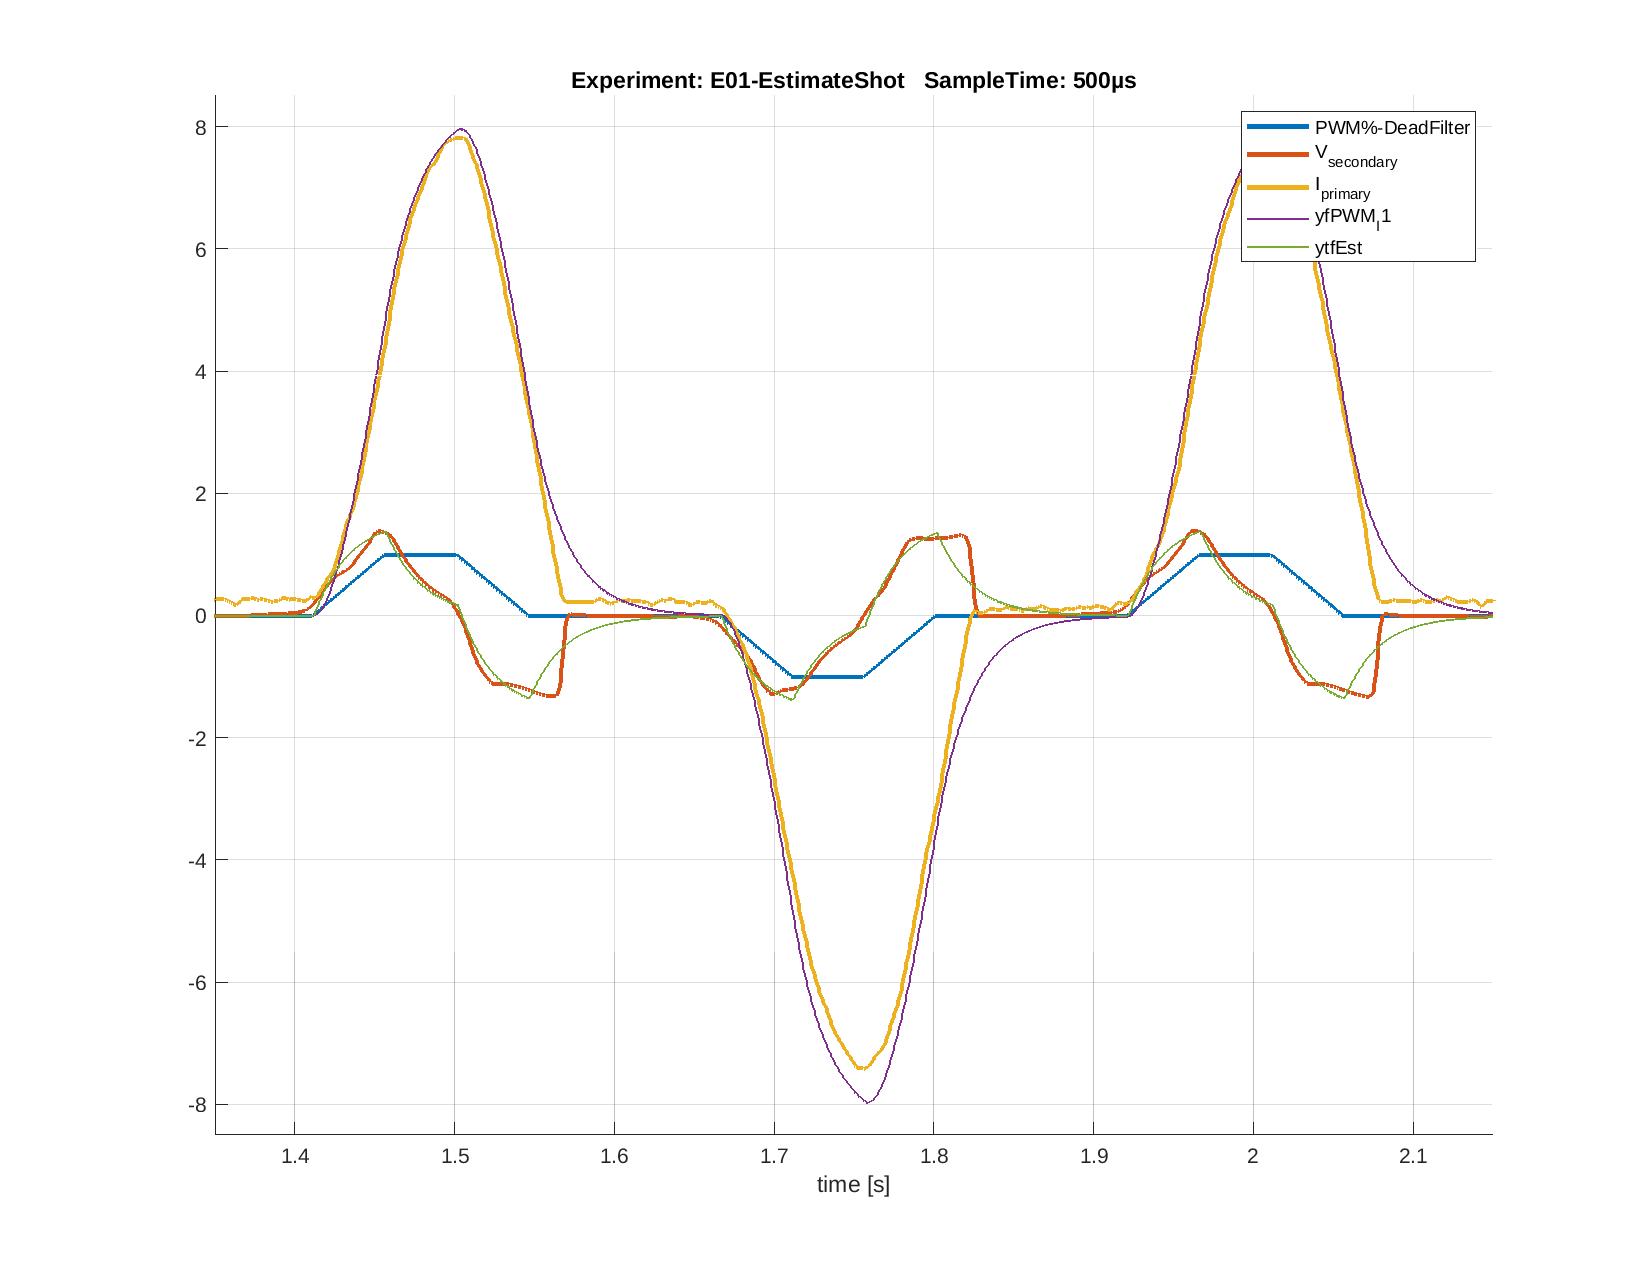 Experiment: E01-EstimateShot   SampleTime: 500µs
PWM%-DeadFilter
Vsecondary
Iprimary
yfPWMI1
ytfEst
8
6
4
2
0
-2
-4
-6
-8
1.4 1.5 1.6 1.7 1.8 1.9 2 2.1
time [s]